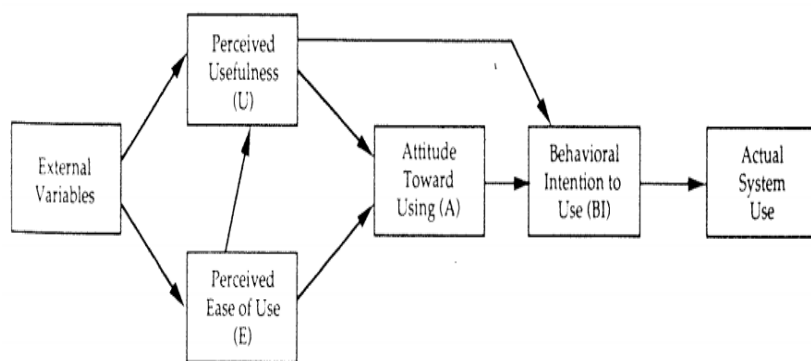 Perceived
Usefulness
(U)
External
Variables
Attitude
Toward
Using (A)
Behavioral
Intention to
Use (BI)
Actual
System
Use
Perceived
Ease of Use
(E)